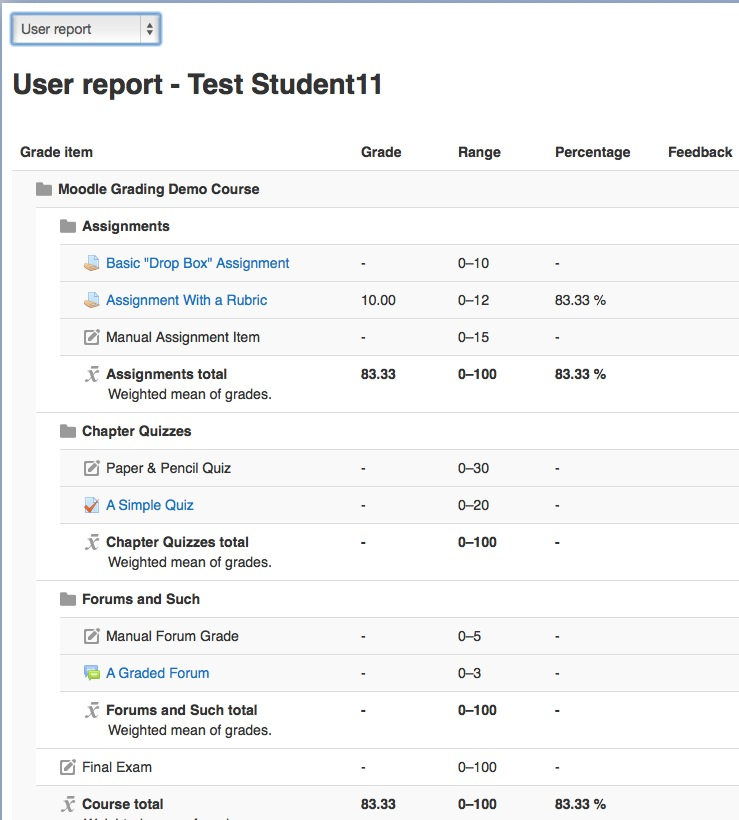 User report
User report - Test Student11
Grade item Grade Range Percentage Feedback
Moodle Grading Demo Course
Assignments
Basic "Drop Box" Assignment - 0–10 -
Assignment With a Rubric 10.00 0–12 83.33 %
Manual Assignment Item - 0–15 -
Assignments total 83.33 0–100 83.33 %
Weighted mean of grades.
Chapter Quizzes
Paper & Pencil Quiz - 0–30 -
A Simple Quiz - 0–20 -
Chapter Quizzes total - 0–100 -
Weighted mean of grades.
Forums and Such
Manual Forum Grade - 0–5 -
A Graded Forum - 0–3 -
Forums and Such total - 0–100 -
Weighted mean of grades.
Final Exam - 0–100 -
Course total 83.33 0–100 83.33 %